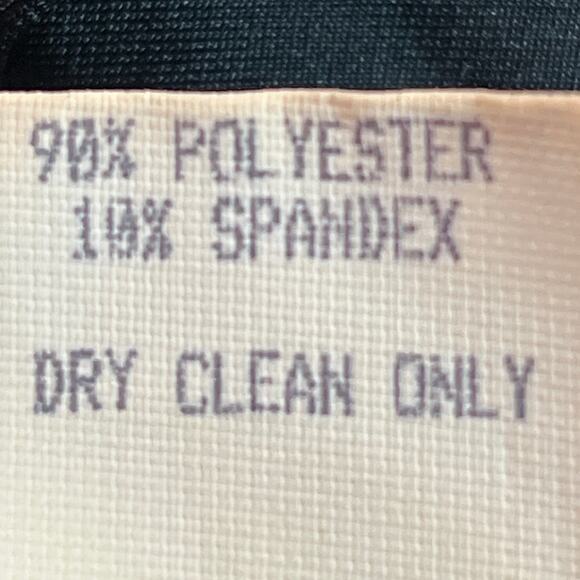 90% POLYESTER
10% SPANDEX
DRY CLEAN ONLY